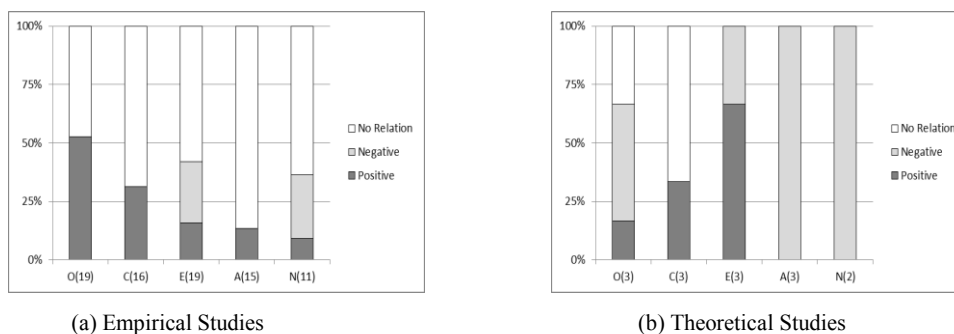 100%
75%
50%
25%
0%
O(19) C(16) E(19) A(15) N(11)
No Relation
Negative
Positive
(a) Empirical Studies
100%
75%
50%
25%
0%
O(3) C(3) E(3) A(3) N(2)
No Relation
Negative
Positive
(b) Theoretical Studies